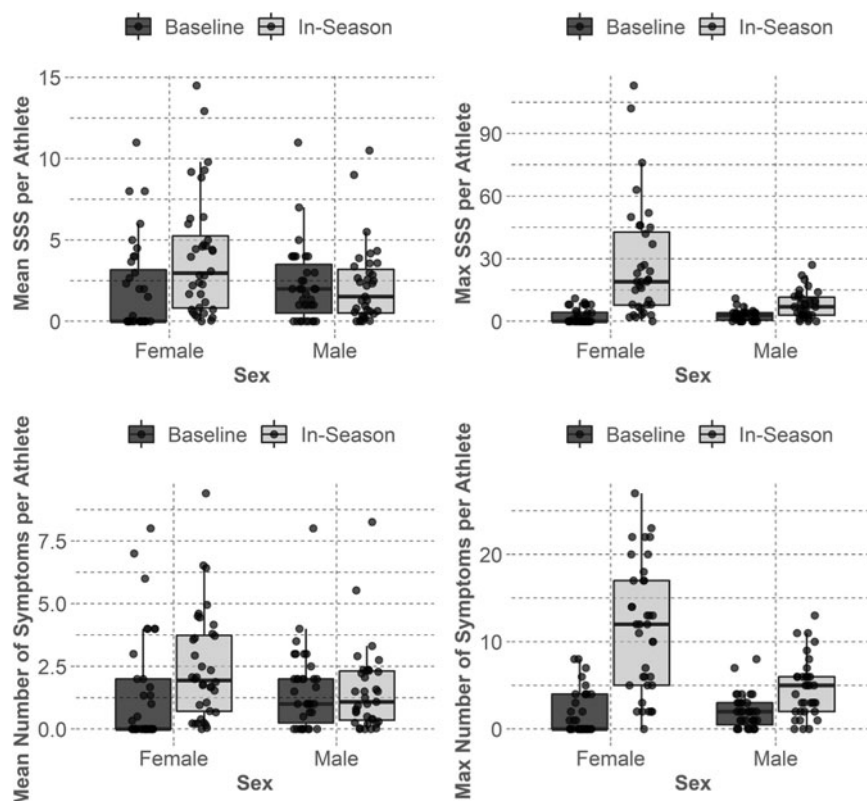 Baseline In-Season
Mean SSS per Athlete
15
10
5
0
Female Male
Sex
Baseline In-Season
Max SSS per Athlete
90
60
30
0
Female Male
Sex
Baseline In-Season
Mean Number of Symptoms per Athlete
7.5
5.0
2.5
0.0
Female Male
Sex
Baseline In-Season
Max Number of Symptoms per Athlete
20
10
0
Female Male
Sex